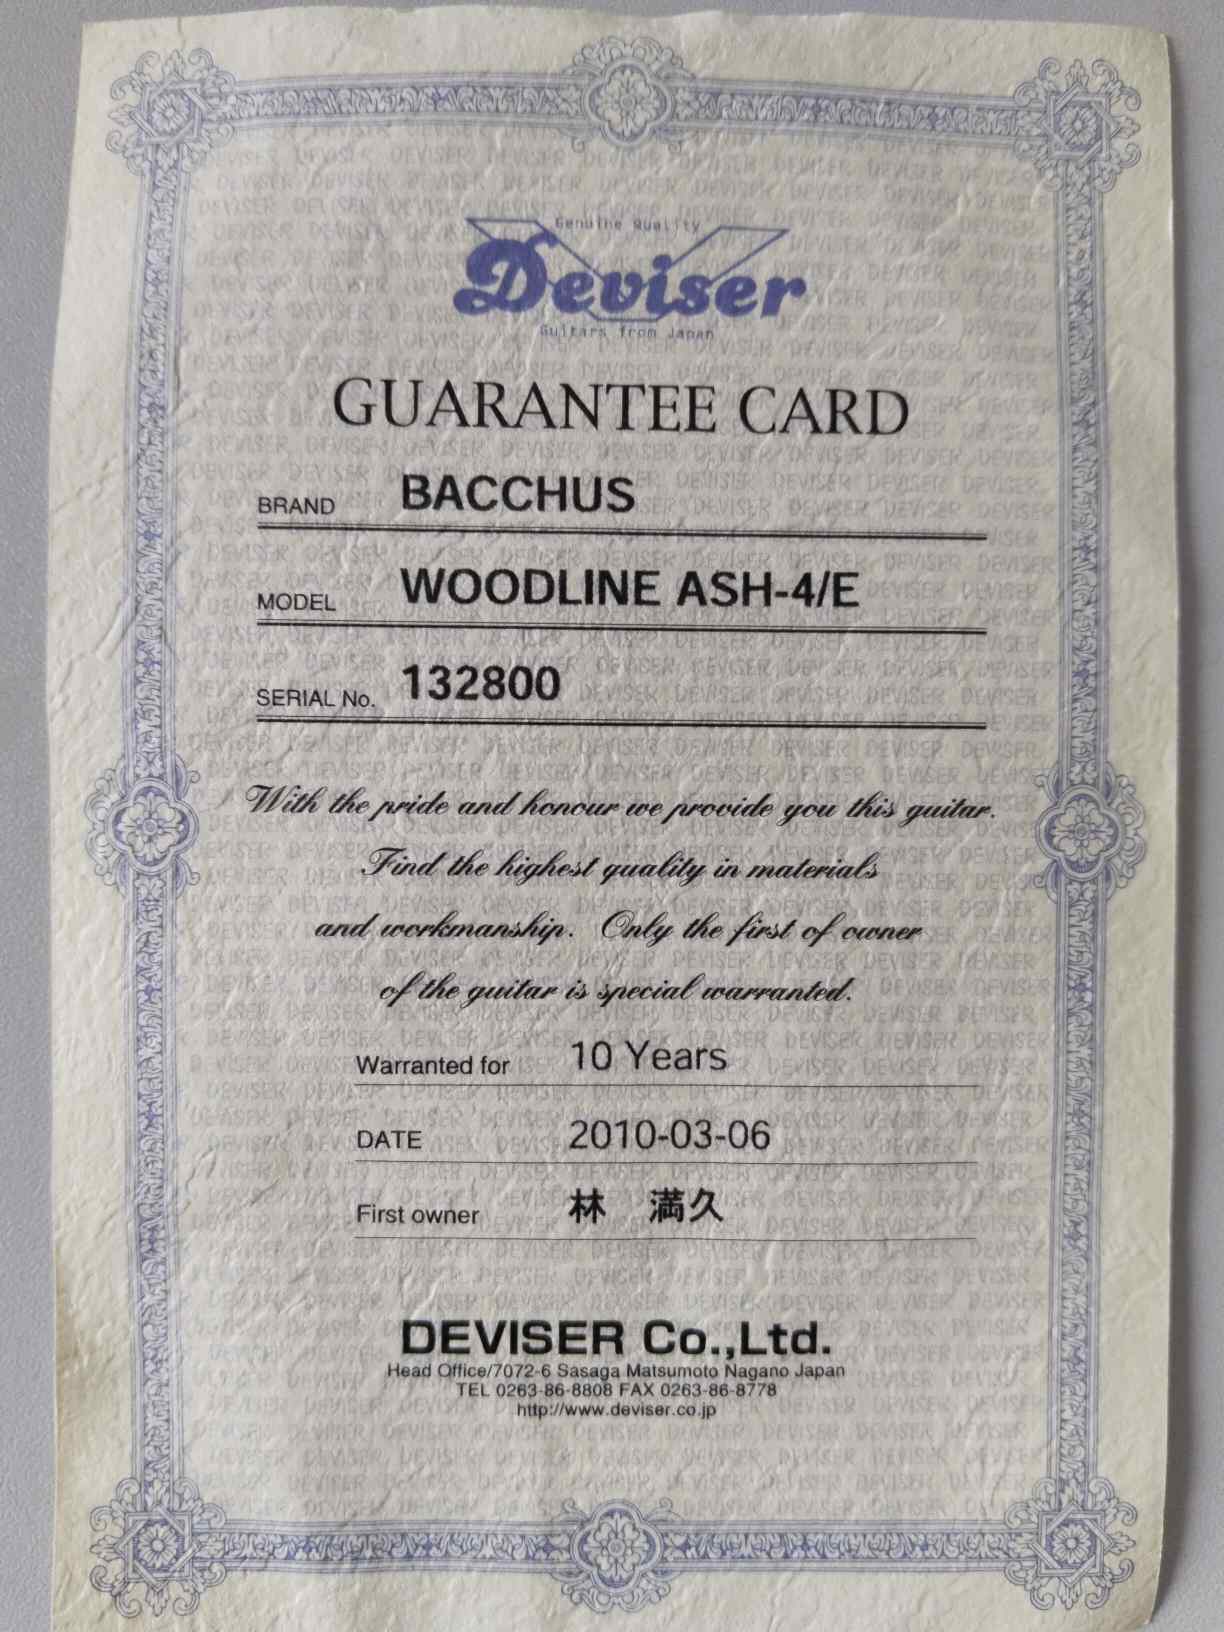 Genuine Quality
Deviser
Guitars from Japan
GUARANTEE CARD
BRAND BACCHUS
MODEL WOODLINE ASH-4/E
SERIAL No. 132800
With the pride and honour we provide you this guitar.
Find the highest quality in materials
and workmanship. Only the first of owner
of the guitar is special warranted.
Warranted for 10 Years
DATE 2010-03-06
First owner 林 満久
DEVISER Co.,Ltd.
Head Office/7072-6 Sasaga Matsumoto Nagano Japan
TEL 0263-86-8808 FAX 0263-86-8778
http://www.deviser.co.jp